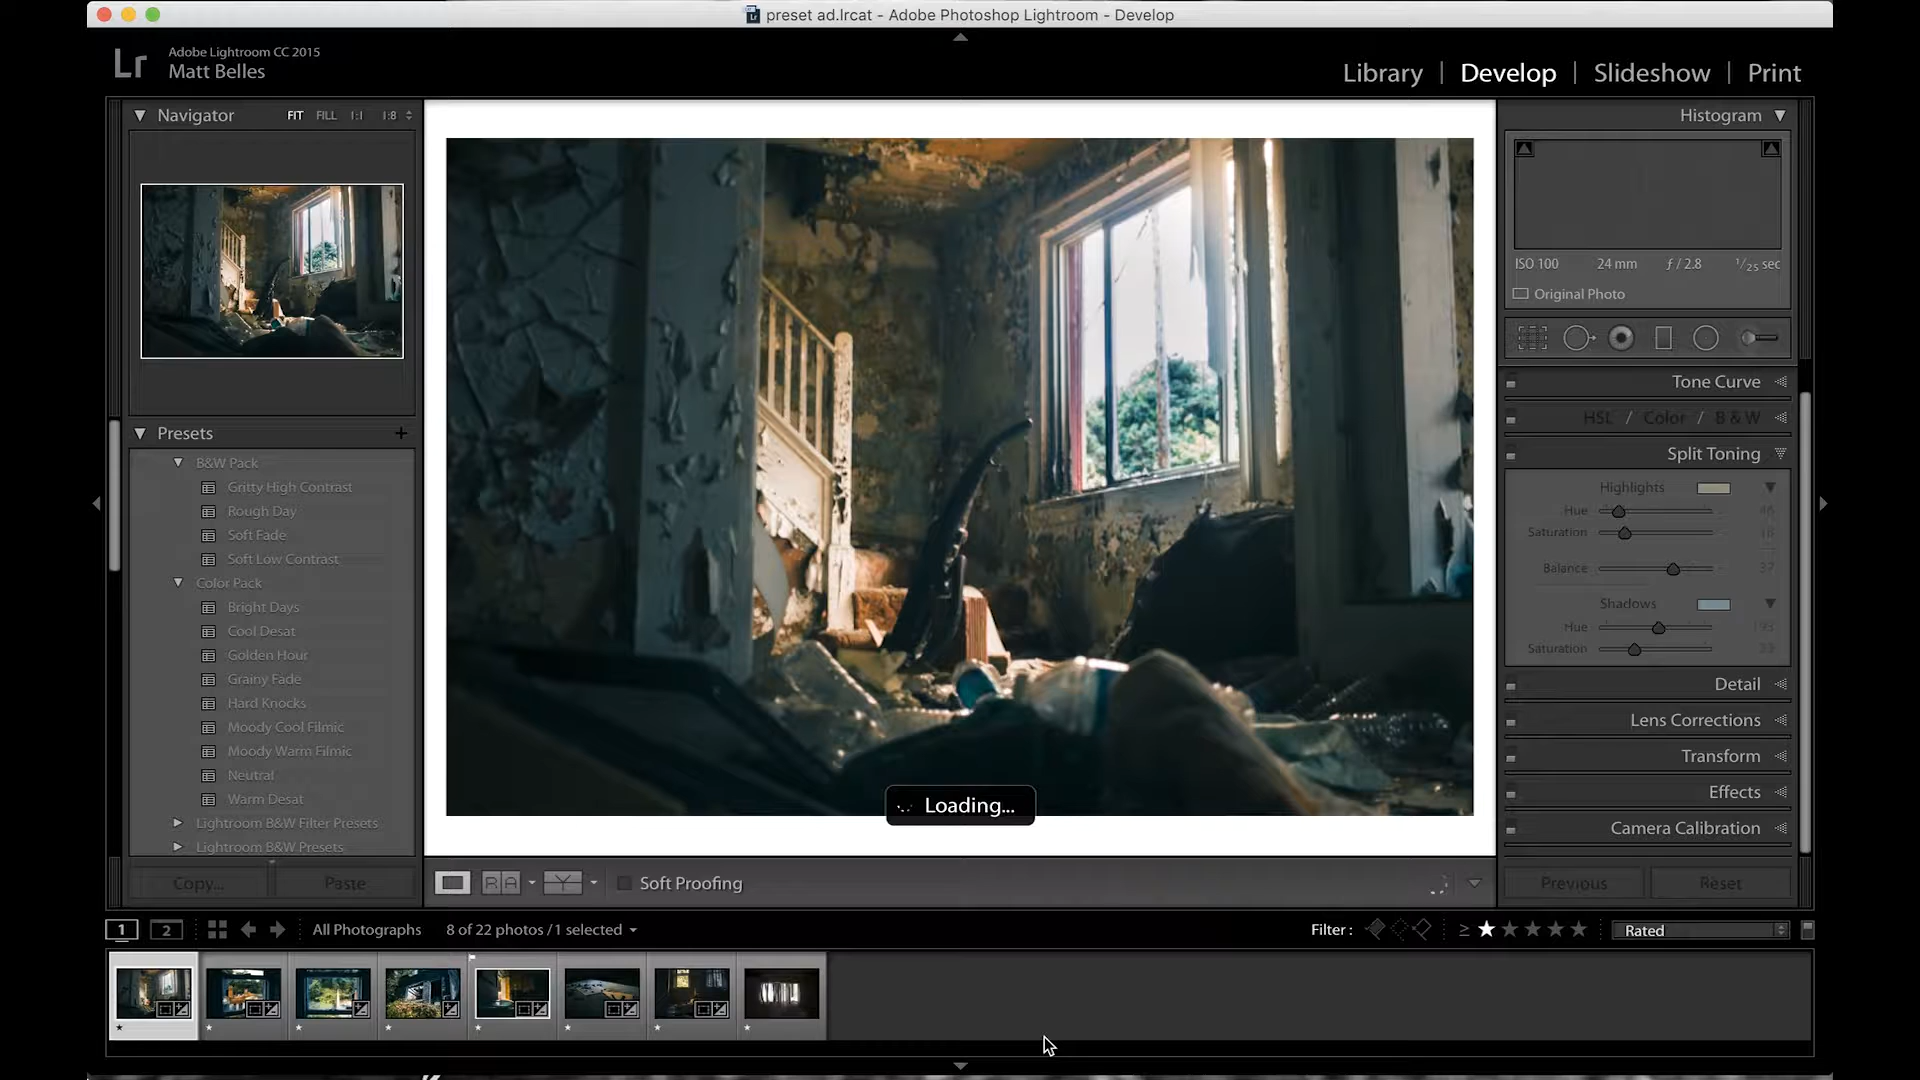 preset ad.lrcat - Adobe Photoshop Lightroom - Develop
Lr
Adobe Lightroom CC 2015
Matt Belles
Library | Develop | Slideshow | Print
Navigator FIT FILL 1:1 1:8
Histogram
ISO 100 24 mm ƒ / 2.8 1/25 sec
Original Photo
Tone Curve
HSL / Color / B & W
Split Toning
Highlights
Hue 46
Saturation 18
Balance 37
Shadows
Hue 193
Saturation 23
Detail
Lens Corrections
Transform
Effects
Camera Calibration
Previous Reset
Presets +
B&W Pack
Gritty High Contrast
Rough Day
Soft Fade
Soft Low Contrast
Color Pack
Bright Days
Cool Desat
Golden Hour
Grainy Fade
Hard Knocks
Moody Cool Filmic
Moody Warm Filmic
Neutral
Warm Desat
Lightroom B&W Filter Presets
Lightroom B&W Presets
Copy... Paste
Loading...
R A Y Soft Proofing
1 2 All Photographs 8 of 22 photos / 1 selected
Filter : ≥ ★ ★ ★ ★ ★ Rated